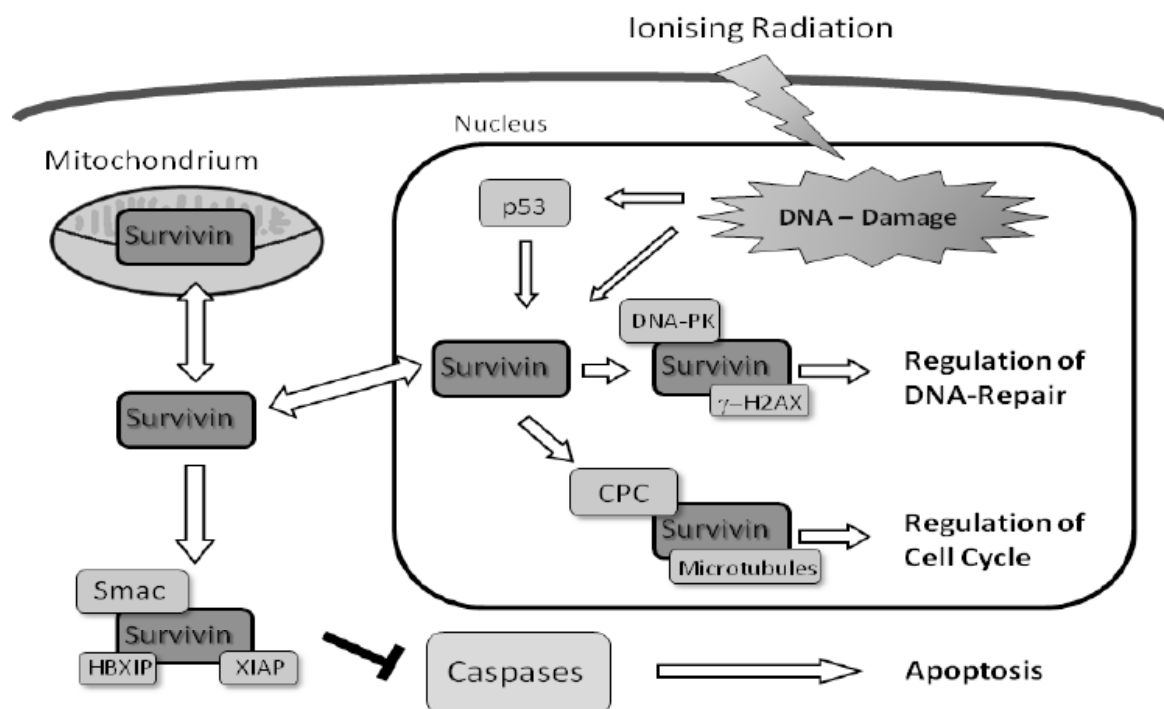 Ionising Radiation
Nucleus
Mitochondrium
p53
DNA – Damage
Survivin
DNA-PK
Survivin
Survivin
γ–H2AX
Regulation of
DNA-Repair
Survivin
CPC
Survivin
Microtubules
Regulation of
Cell Cycle
Smac
Survivin
HBXIP
XIAP
Caspases
Apoptosis